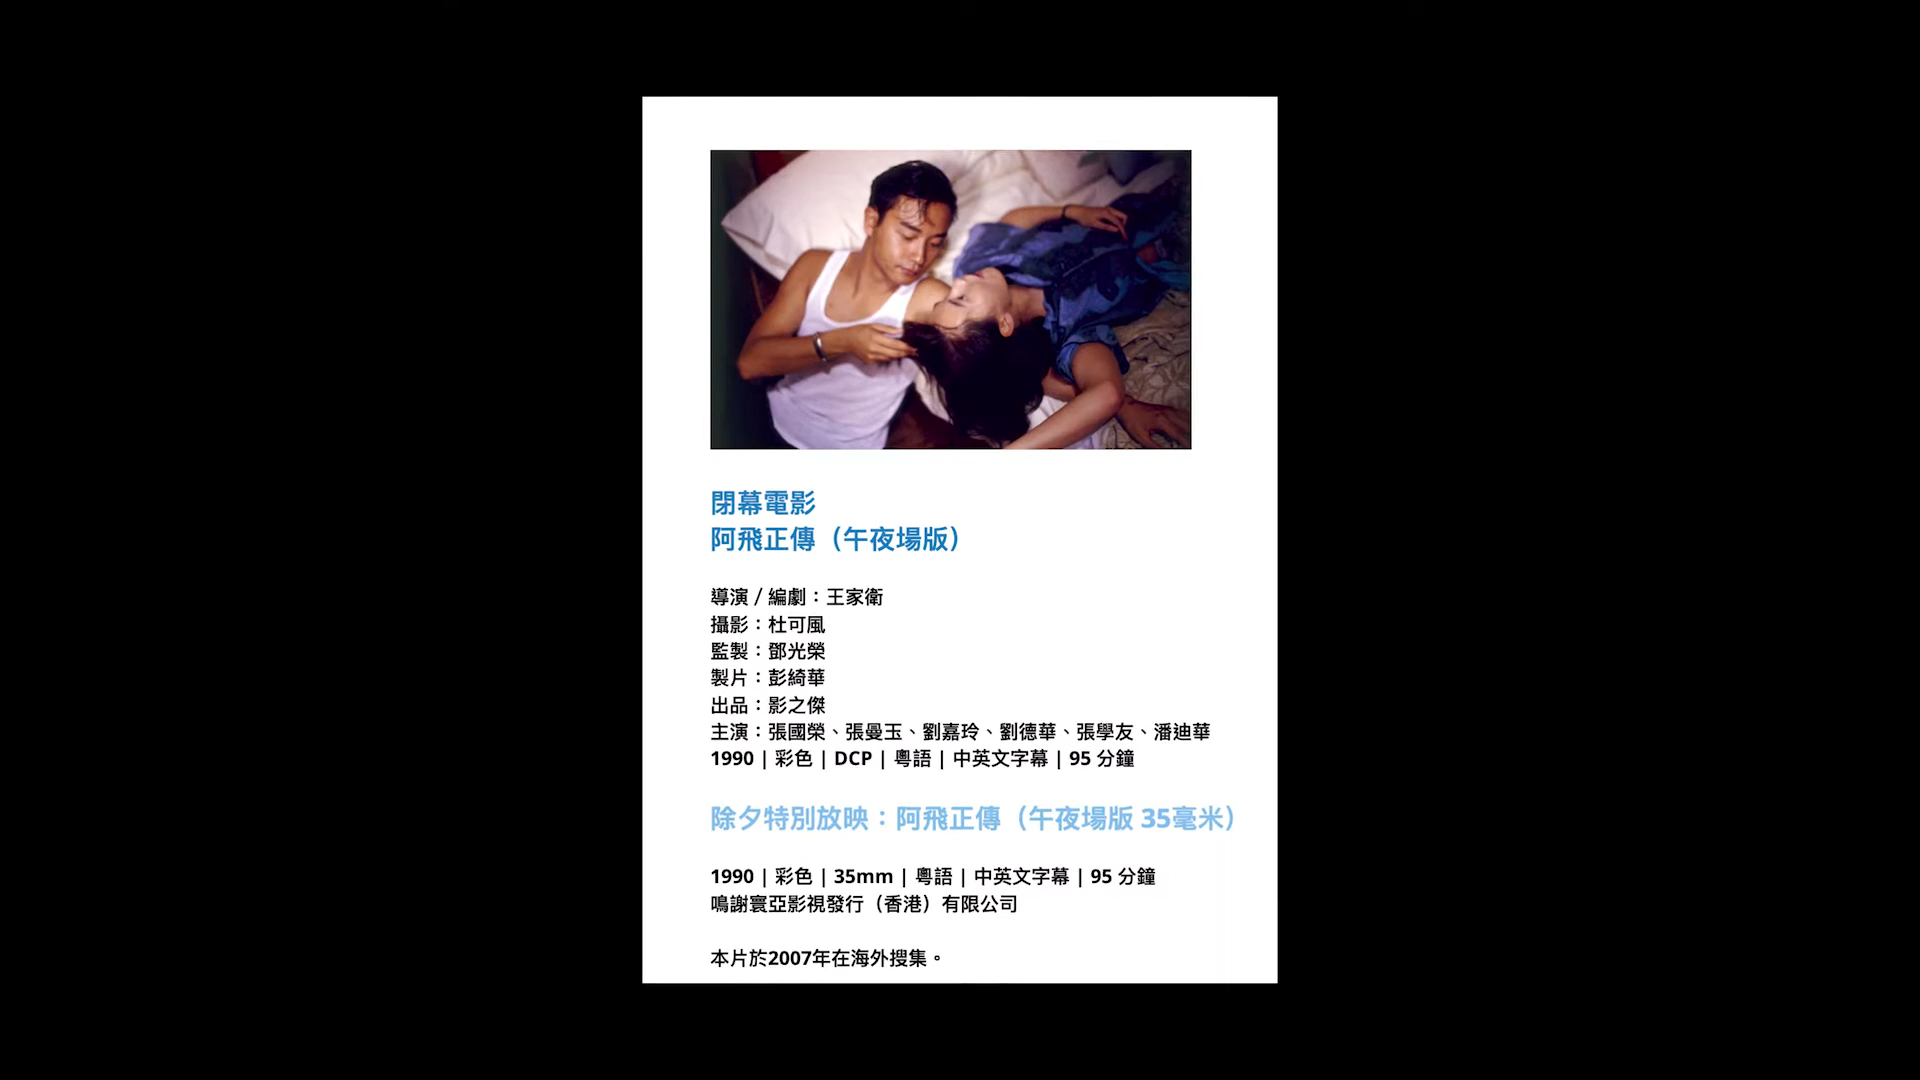 閉幕電影
阿飛正傳（午夜場版）
導演 / 編劇：王家衛
攝影：杜可風
監製：鄧光榮
製片：彭綺華
出品：影之傑
主演：張國榮、張曼玉、劉嘉玲、劉德華、張學友、潘迪華
1990 | 彩色 | DCP | 粵語 | 中英文字幕 | 95 分鐘
除夕特別放映：阿飛正傳（午夜場版 35毫米）
1990 | 彩色 | 35mm | 粵語 | 中英文字幕 | 95 分鐘
鳴謝寰亞影視發行（香港）有限公司
本片於2007年在海外搜集。